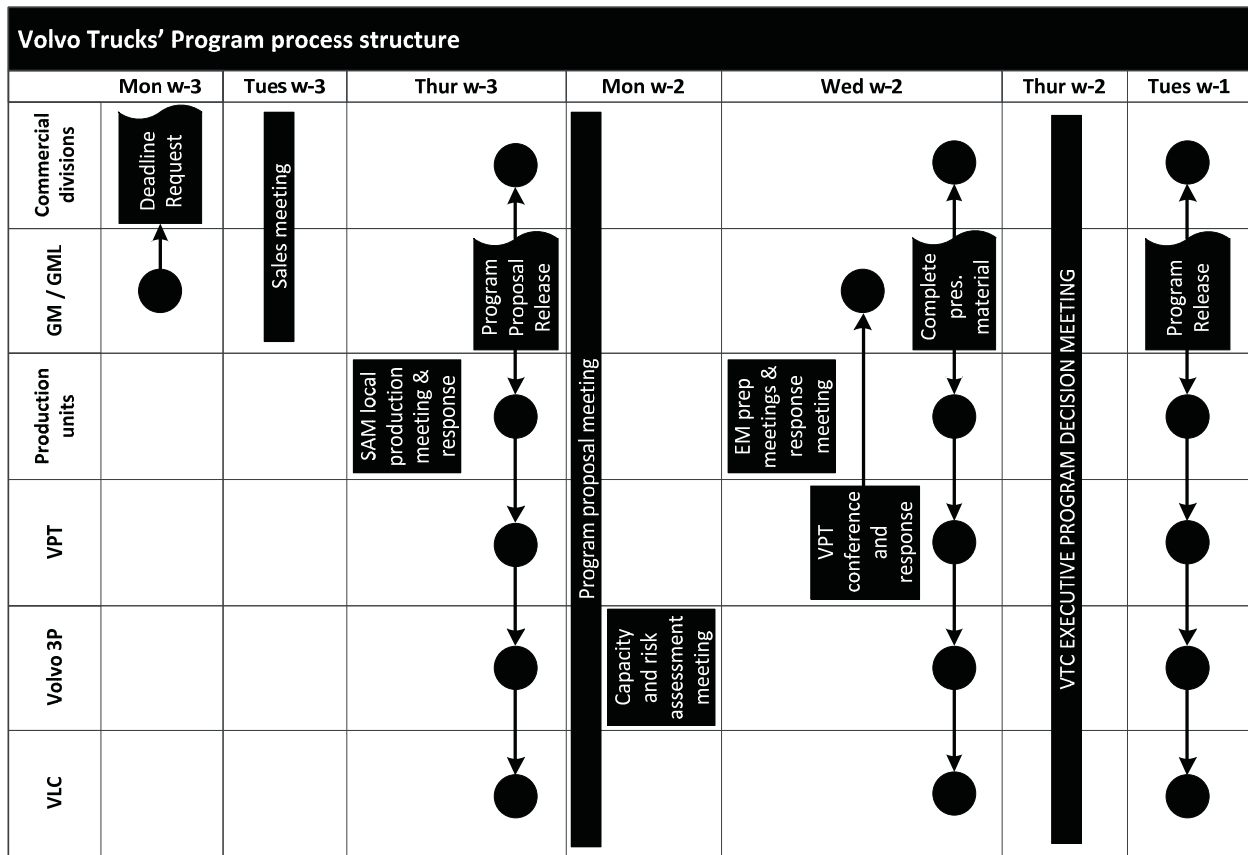 Volvo Trucks’ Program process structure
Mon w-3
Tues w-3
Thur w-3
Mon w-2
Wed w-2
Thur w-2
Tues w-1
Commercial
divisions
Deadline
Request
Sales meeting
GM / GML
Program
Proposal
Release
Complete
pres.
material
Program
Release
Production
units
SAM local
production
meeting &
response
Program proposal meeting
EM prep
meetings &
response
meeting
VTC EXECUTIVE PROGRAM DECISION MEETING
VPT
VPT
conference
and
response
Volvo 3P
Capacity
and risk
assessment
meeting
VLC